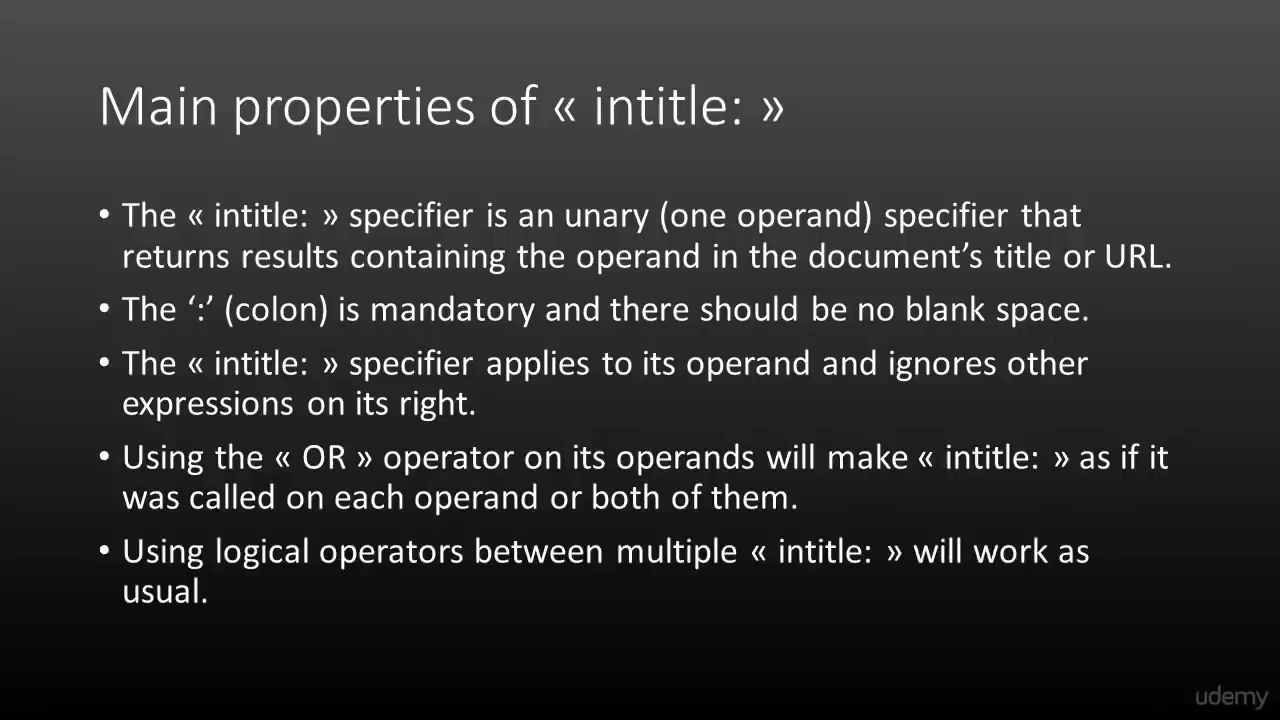 Main properties of « intitle: »
• The « intitle: » specifier is an unary (one operand) specifier that
returns results containing the operand in the document’s title or URL.
• The ‘:’ (colon) is mandatory and there should be no blank space.
• The « intitle: » specifier applies to its operand and ignores other
expressions on its right.
• Using the « OR » operator on its operands will make « intitle: » as if it
was called on each operand or both of them.
• Using logical operators between multiple « intitle: » will work as
usual.
udemy